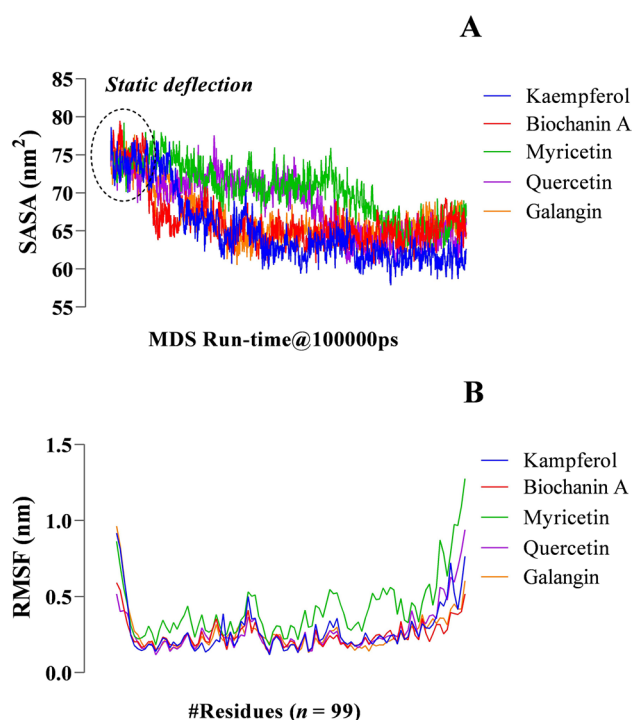 A
85
80
75
70
65
60
55
SASA (nm²)
Static deflection
Kaempferol
Biochanin A
Myricetin
Quercetin
Galangin
MDS Run-time@100000ps
B
1.5
1.0
0.5
0.0
RMSF (nm)
Kampferol
Biochanin A
Myricetin
Quercetin
Galangin
#Residues (n = 99)